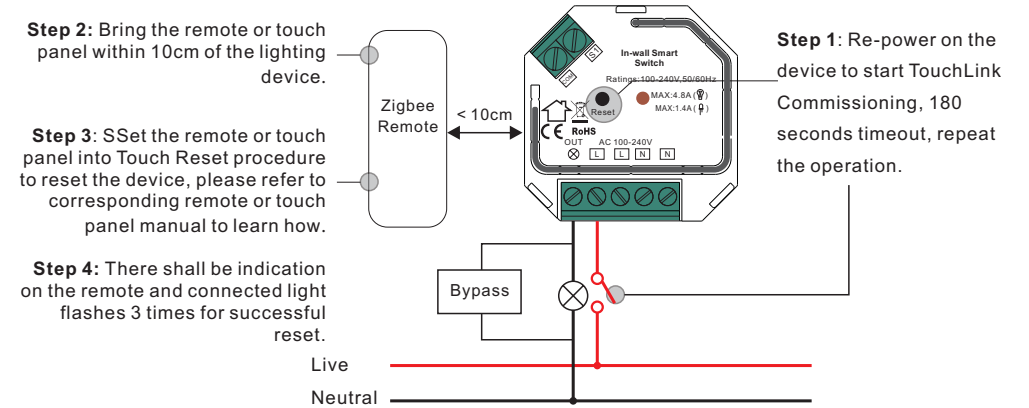 Step 2: Bring the remote or touch
panel within 10cm of the lighting
device.
Step 3: SSet the remote or touch
panel into Touch Reset procedure
to reset the device, please refer to
corresponding remote or touch
panel manual to learn how.
Step 4: There shall be indication
on the remote and connected light
flashes 3 times for successful
reset.
Zigbee
Remote
< 10cm
S1
COM
In-wall Smart
Switch
Ratings:100-240V,50/60Hz
MAX:4.8A ( )
MAX:1.4A ( )
Reset
CE RoHS
OUT AC 100-240V
L L N N
Step 1: Re-power on the
device to start TouchLink
Commissioning, 180
seconds timeout, repeat
the operation.
Bypass
Live
Neutral